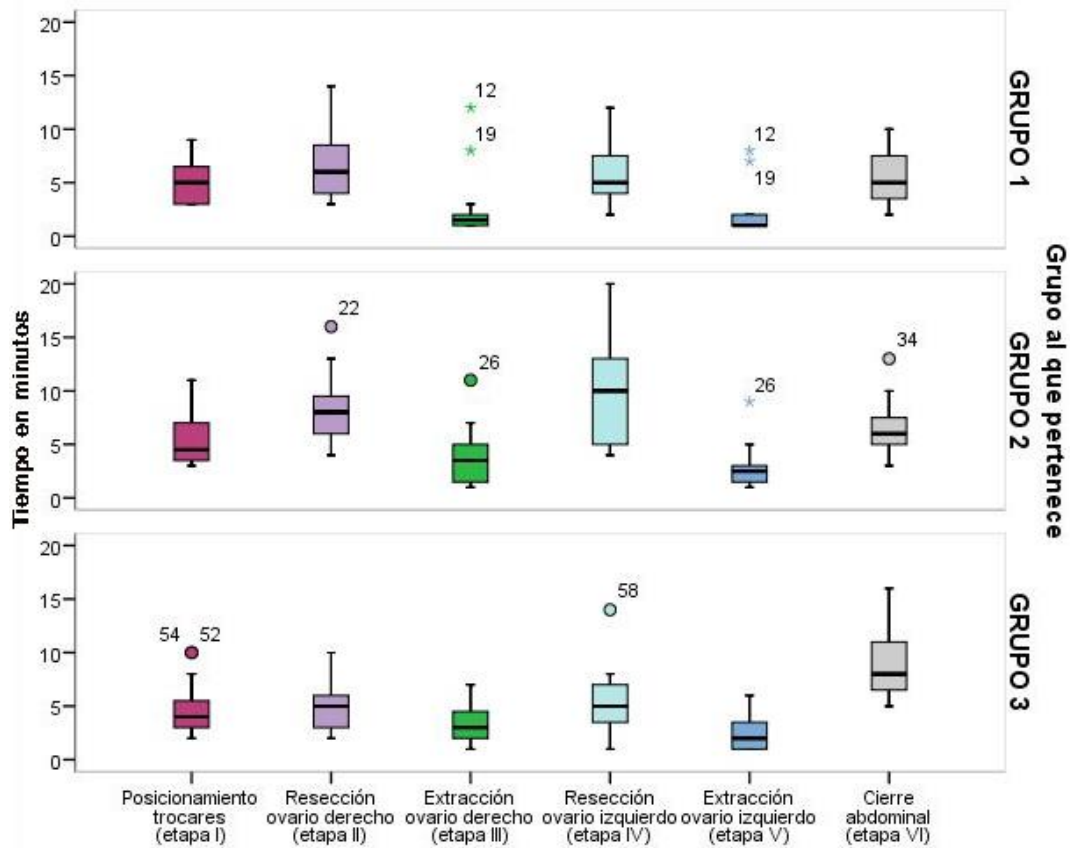 20
15
10
5
0
12
19
12
19
GRUPO 1
20
15
10
5
0
22
26
26
34
GRUPO 2
20
15
10
5
0
54 52
58
GRUPO 3
Tiempo en minutos
Grupo al que pertenece
Posicionamiento
trocares
(etapa I)
Resección
ovario derecho
(etapa II)
Extracción
ovario derecho
(etapa III)
Resección
ovario izquierdo
(etapa IV)
Extracción
ovario izquierdo
(etapa V)
Cierre
abdominal
(etapa VI)